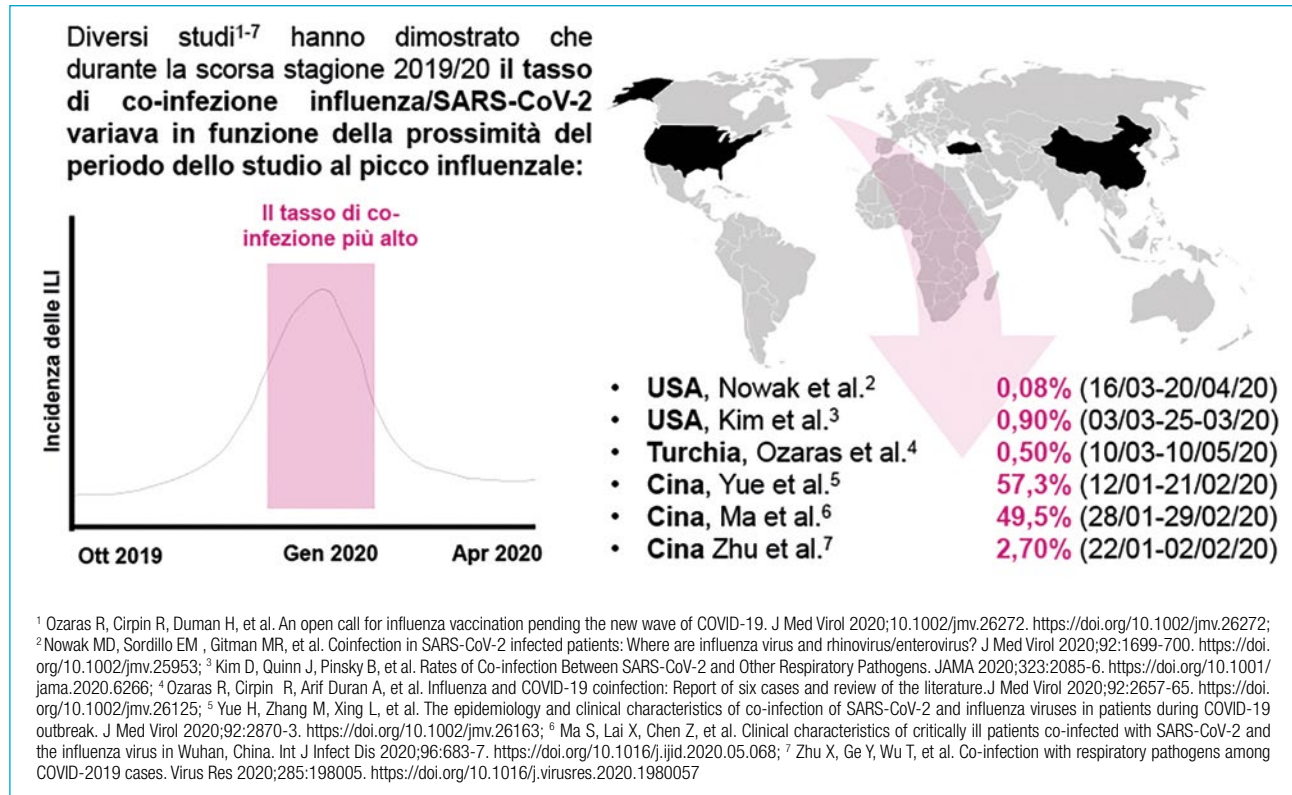 Diversi studi1-7 hanno dimostrato che
durante la scorsa stagione 2019/20 il tasso
di co-infezione influenza/SARS-CoV-2
variava in funzione della prossimità del
periodo dello studio al picco influenzale:
Il tasso di co-
infezione più alto
Incidenza delle ILI
Ott 2019 Gen 2020 Apr 2020
• USA, Nowak et al.2 0,08% (16/03-20/04/20)
• USA, Kim et al.3 0,90% (03/03-25-03/20)
• Turchia, Ozaras et al.4 0,50% (10/03-10/05/20)
• Cina, Yue et al.5 57,3% (12/01-21/02/20)
• Cina, Ma et al.6 49,5% (28/01-29/02/20)
• Cina Zhu et al.7 2,70% (22/01-02/02/20)
1 Ozaras R, Cirpin R, Duman H, et al. An open call for influenza vaccination pending the new wave of COVID-19. J Med Virol 2020;10.1002/jmv.26272. https://doi.org/10.1002/jmv.26272;
2 Nowak MD, Sordillo EM , Gitman MR, et al. Coinfection in SARS-CoV-2 infected patients: Where are influenza virus and rhinovirus/enterovirus? J Med Virol 2020;92:1699-700. https://doi.
org/10.1002/jmv.25953; 3 Kim D, Quinn J, Pinsky B, et al. Rates of Co-infection Between SARS-CoV-2 and Other Respiratory Pathogens. JAMA 2020;323:2085-6. https://doi.org/10.1001/
jama.2020.6266; 4 Ozaras R, Cirpin R, Arif Duran A, et al. Influenza and COVID-19 coinfection: Report of six cases and review of the literature.J Med Virol 2020;92:2657-65. https://doi.
org/10.1002/jmv.26125; 5 Yue H, Zhang M, Xing L, et al. The epidemiology and clinical characteristics of co-infection of SARS-CoV-2 and influenza viruses in patients during COVID-19
outbreak. J Med Virol 2020;92:2870-3. https://doi.org/10.1002/jmv.26163; 6 Ma S, Lai X, Chen Z, et al. Clinical characteristics of critically ill patients co-infected with SARS-CoV-2 and
the influenza virus in Wuhan, China. Int J Infect Dis 2020;96:683-7. https://doi.org/10.1016/j.ijid.2020.05.068; 7 Zhu X, Ge Y, Wu T, et al. Co-infection with respiratory pathogens among
COVID-2019 cases. Virus Res 2020;285:198005. https://doi.org/10.1016/j.virusres.2020.1980057